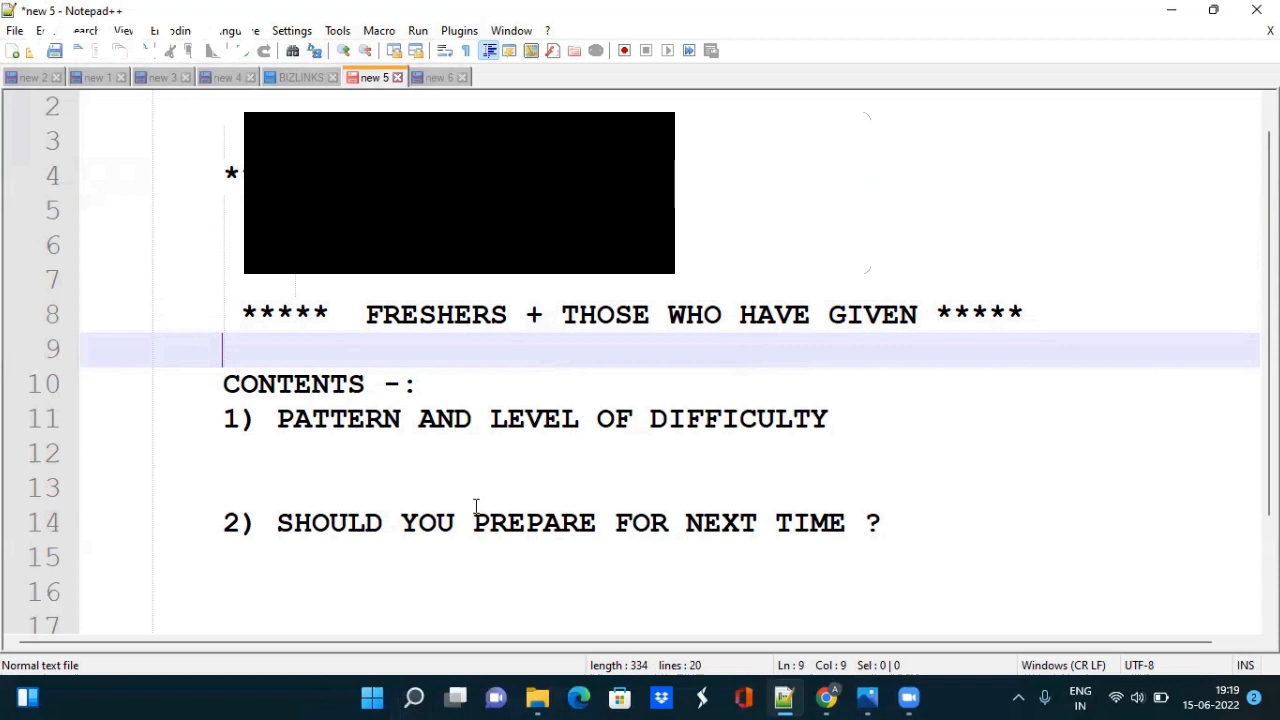 *new 5 - Notepad++
File Settings Tools Macro Run Plugins Window ? X
new 2 new 1 new 3 new 4 BIZLINKS new 5 new 6
2
3
4 *
5
6
7
8 ***** FRESHERS + THOSE WHO HAVE GIVEN *****
9
10 CONTENTS -:
11 1) PATTERN AND LEVEL OF DIFFICULTY
12
13
14 2) SHOULD YOU PREPARE FOR NEXT TIME ?
15
16
17
Normal text file length : 334 lines : 20 Ln : 9 Col : 9 Sel : 0 | 0 Windows (CR LF) UTF-8 INS
ENG 19:19
IN 15-06-2022 2